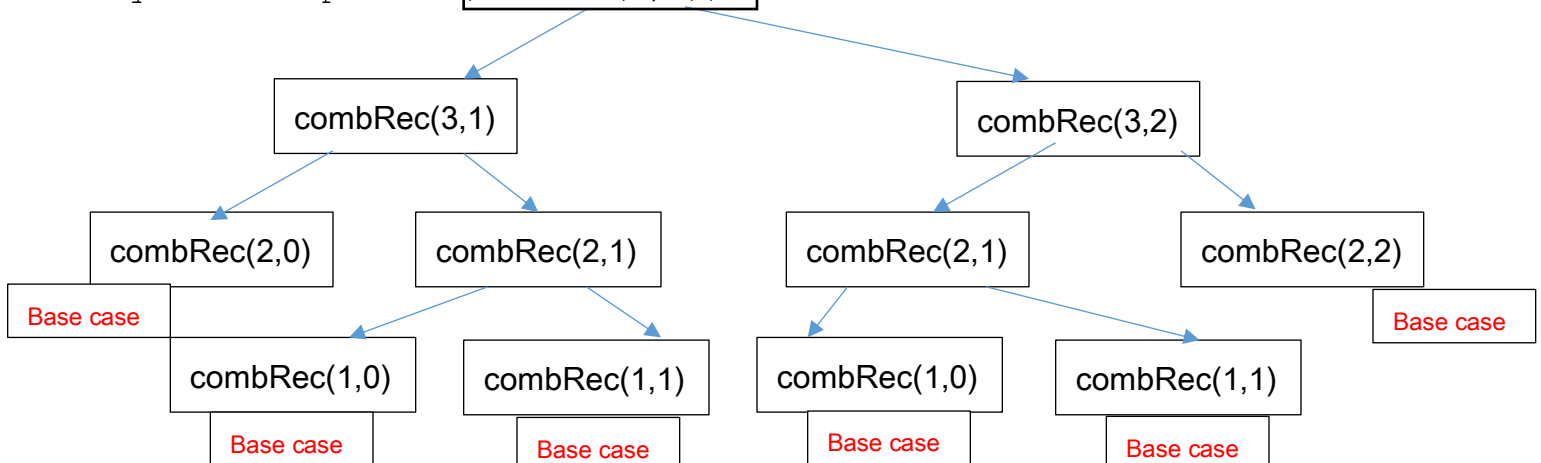 combRec(3,1)
combRec(3,2)
combRec(2,0)
combRec(2,1)
combRec(2,1)
combRec(2,2)
Base case
Base case
combRec(1,0)
combRec(1,1)
combRec(1,0)
combRec(1,1)
Base case
Base case
Base case
Base case